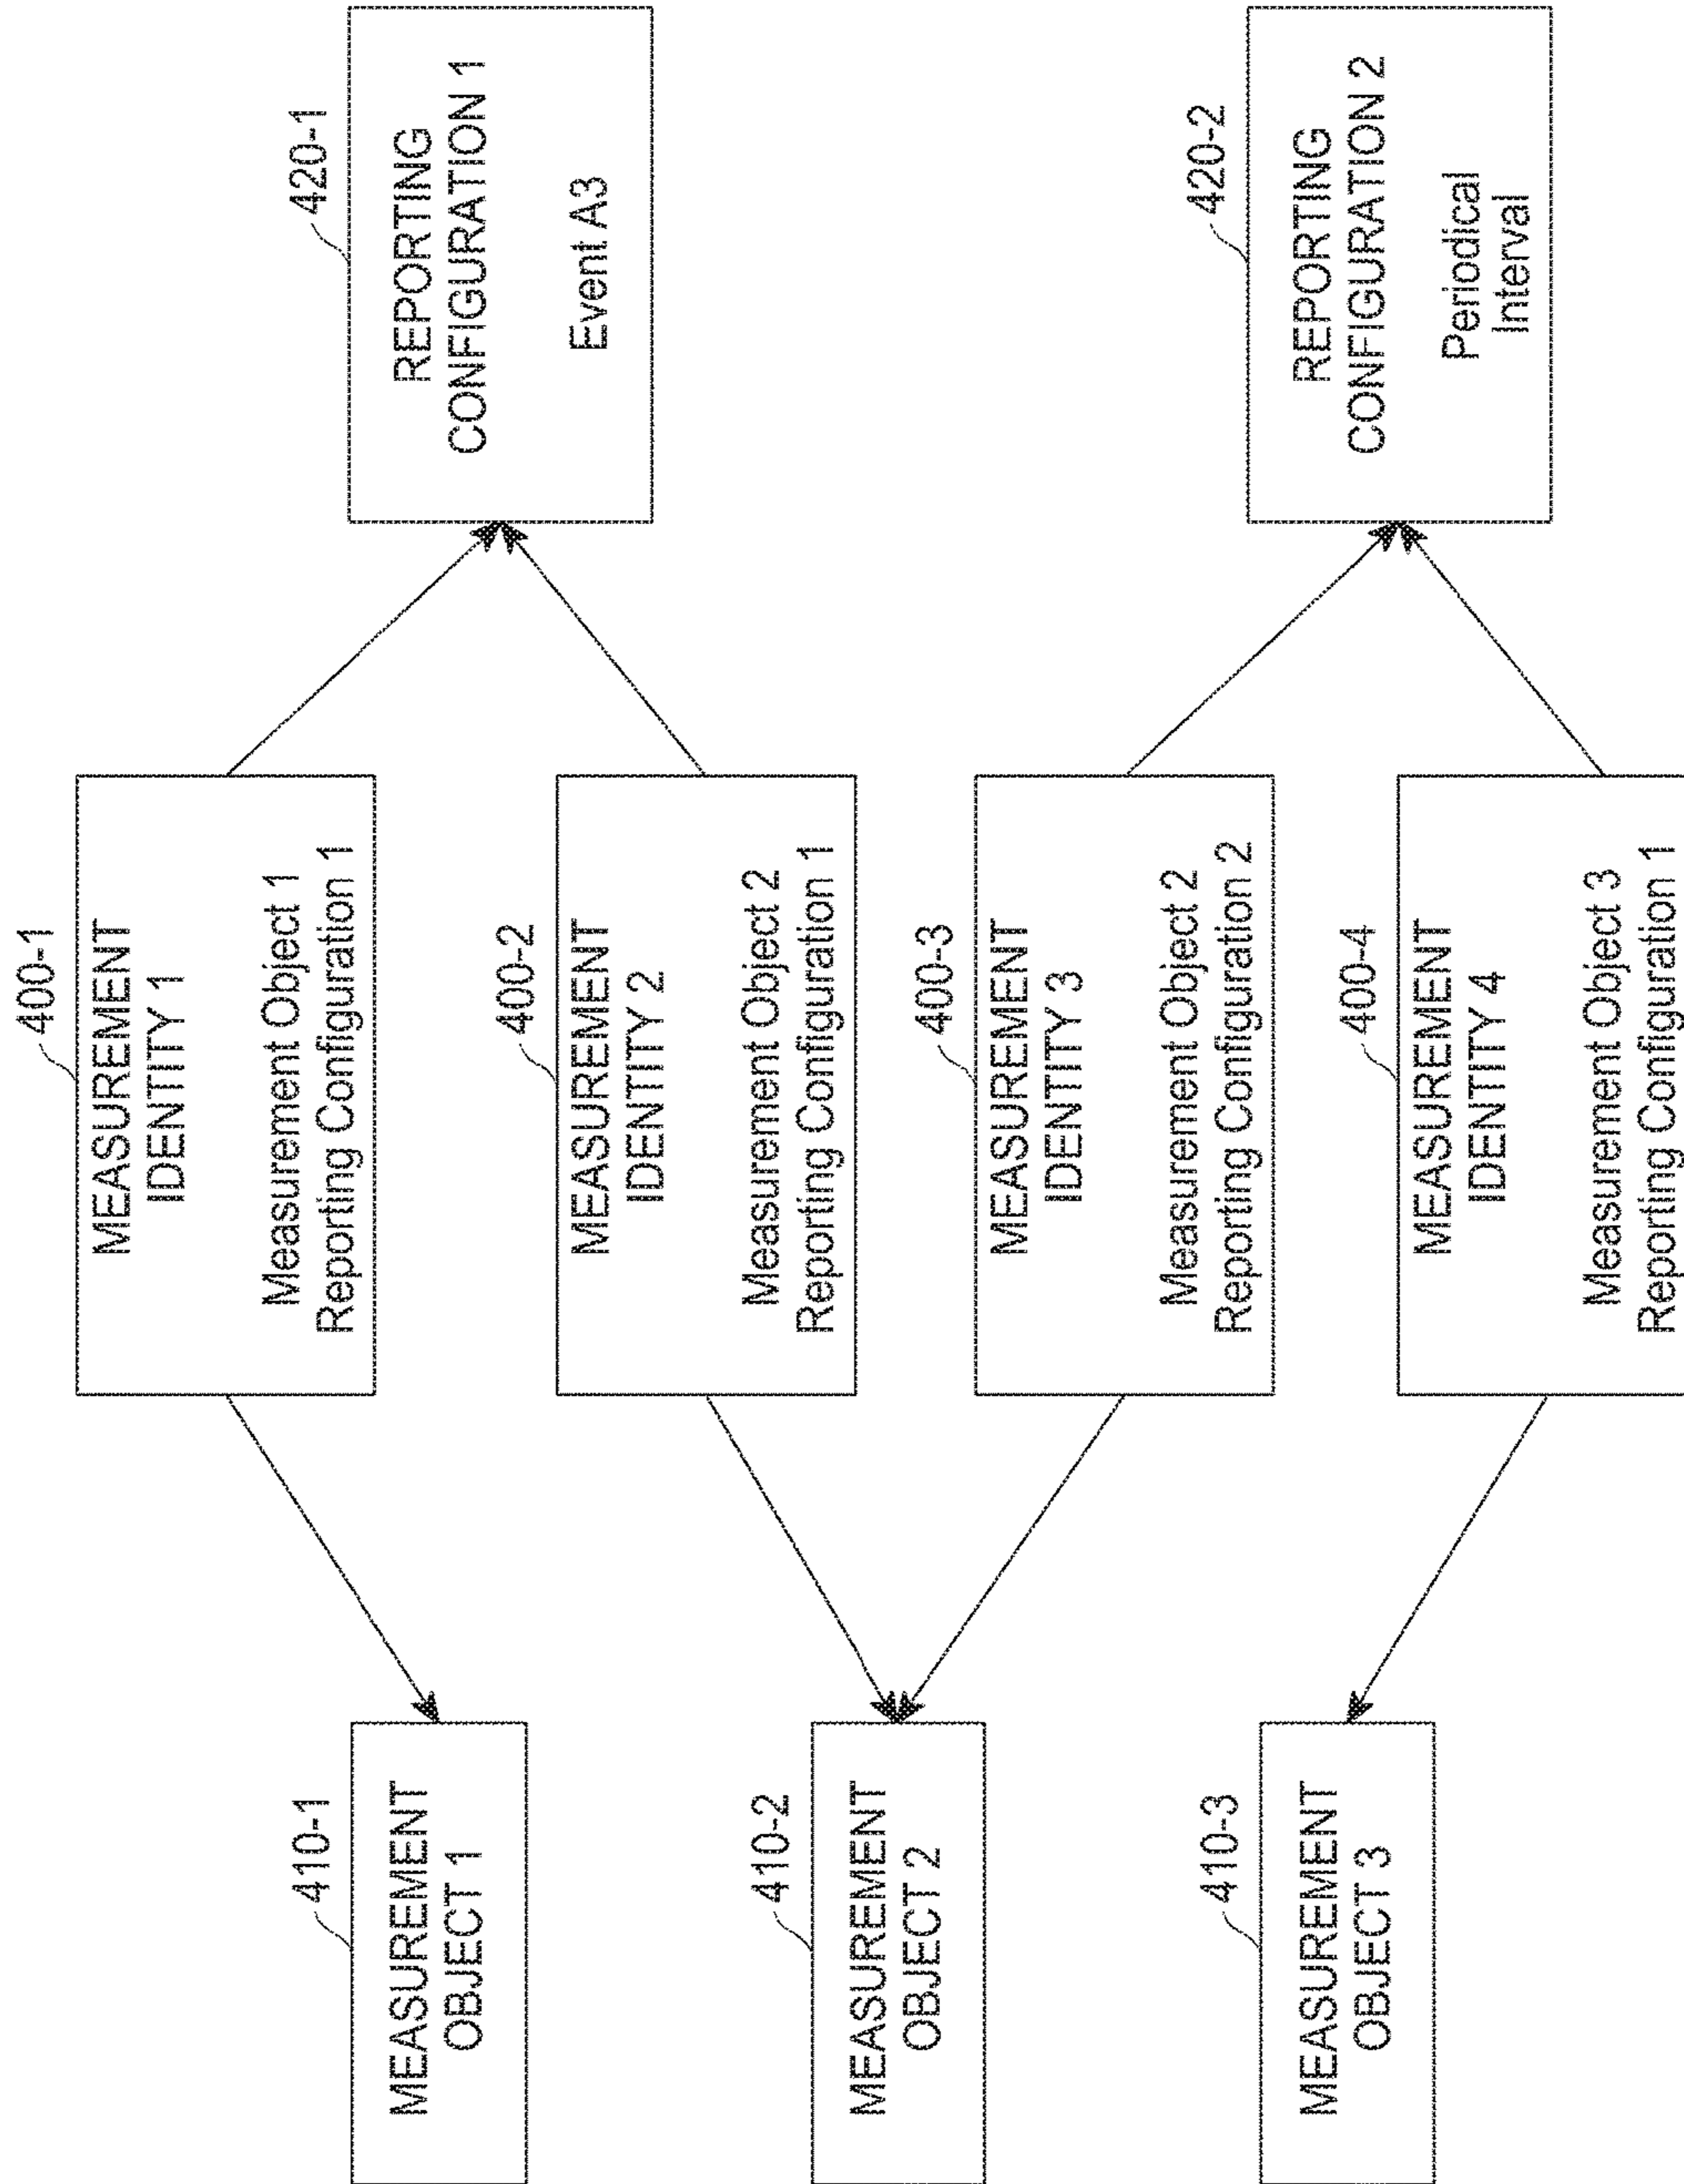 410-1
MEASUREMENT
OBJECT 1
410-2
MEASUREMENT
OBJECT 2
410-3
MEASUREMENT
OBJECT 3
400-1
MEASUREMENT
IDENTITY 1
Measurement Object 1
Reporting Configuration 1
400-2
MEASUREMENT
IDENTITY 2
Measurement Object 2
Reporting Configuration 1
400-3
MEASUREMENT
IDENTITY 3
Measurement Object 2
Reporting Configuration 2
400-4
MEASUREMENT
IDENTITY 4
Measurement Object 3
Reporting Configuration 1
420-1
REPORTING
CONFIGURATION 1
Event A3
420-2
REPORTING
CONFIGURATION 2
Periodical
Interval